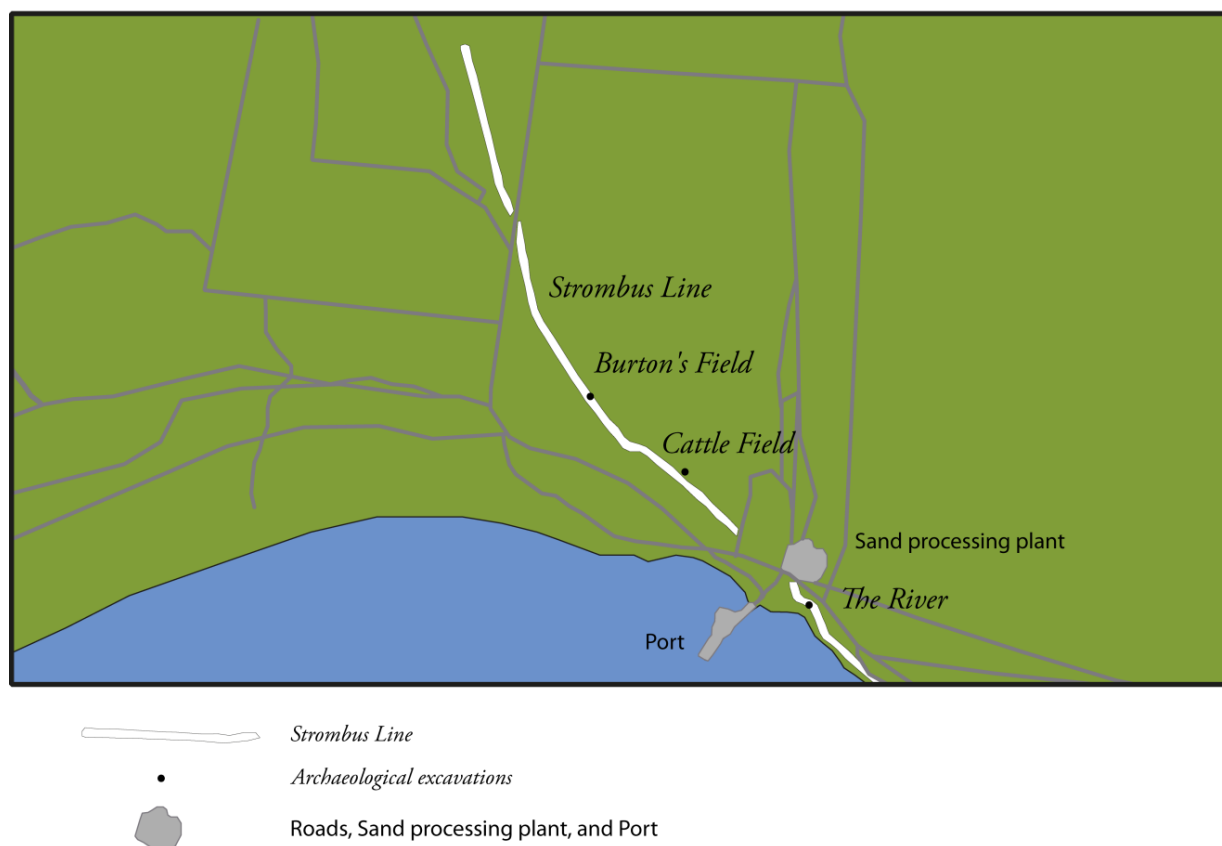 Strombus Line
Burton's Field
Cattle Field
Sand processing plant
The River
Port
Strombus Line
Archaeological excavations
Roads, Sand processing plant, and Port